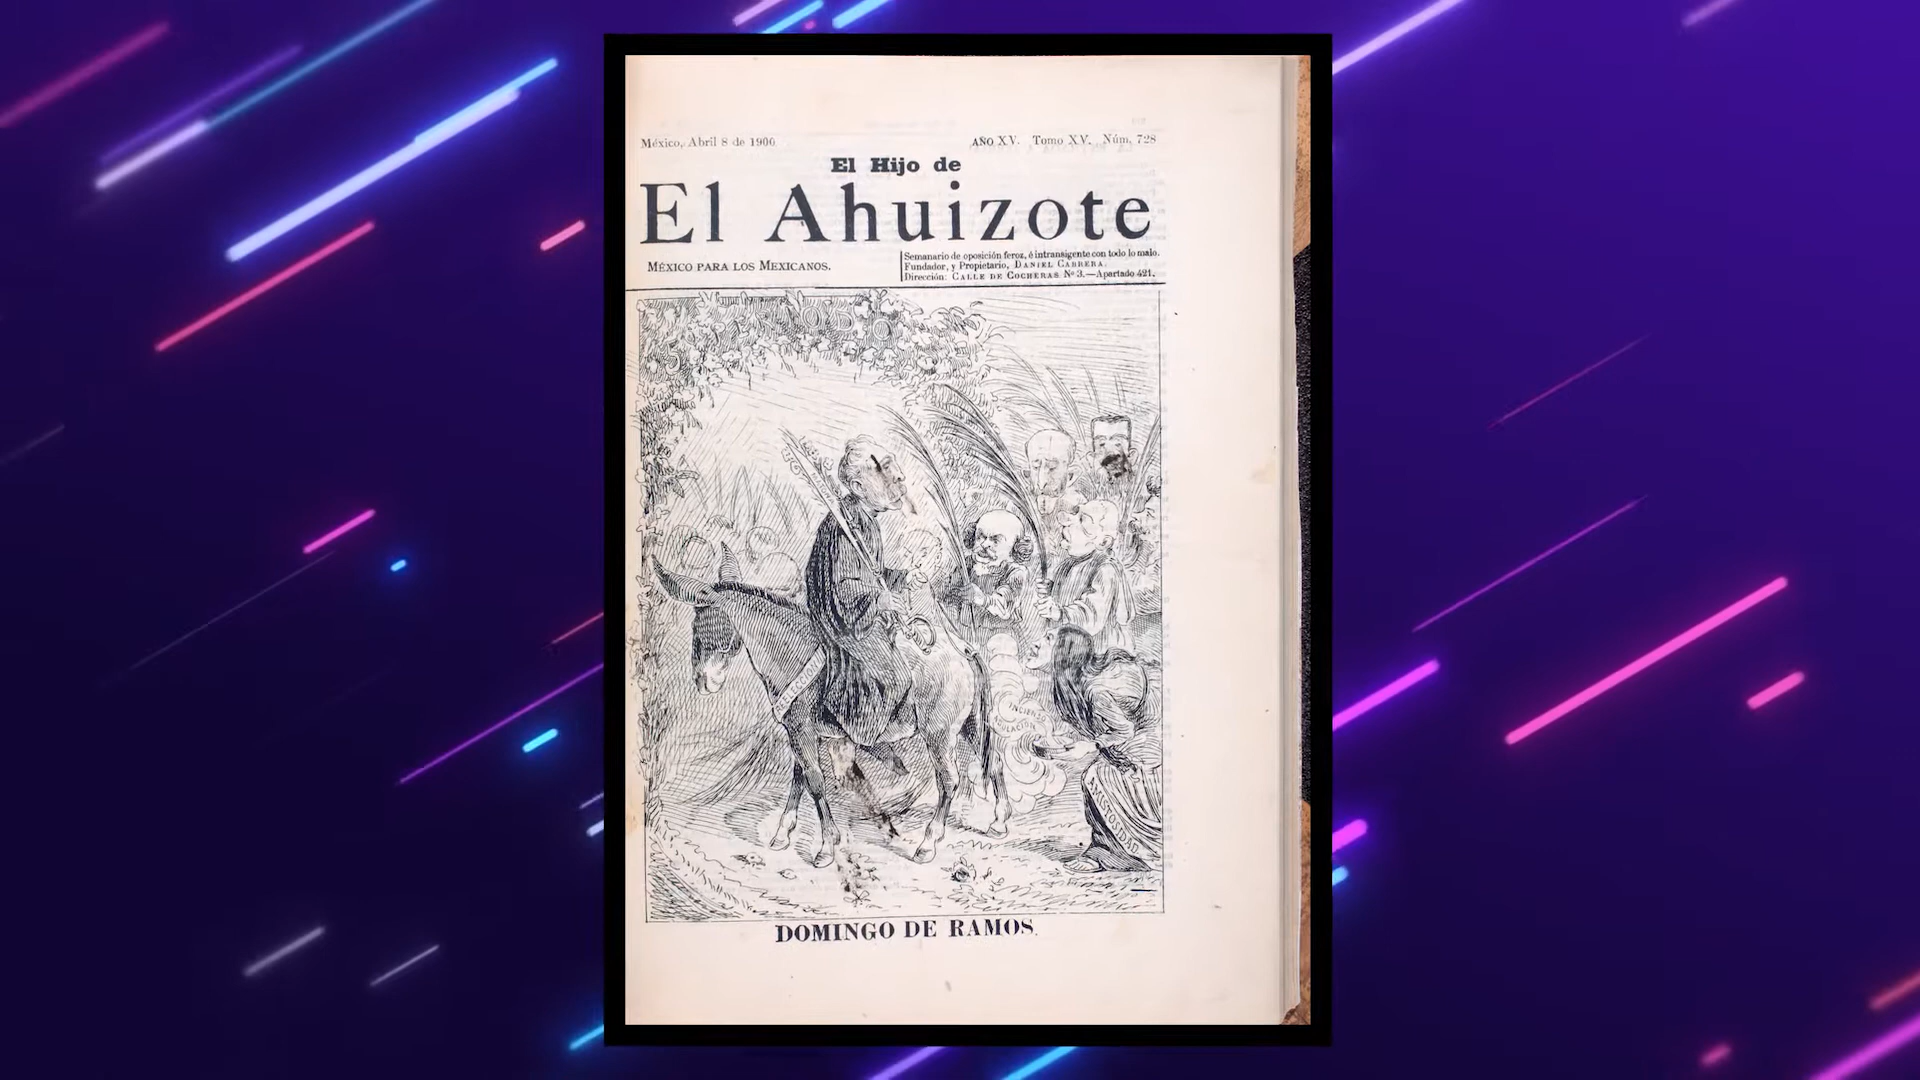 México, Abril 8 de 1900
AÑO XV. Tomo XV. Núm. 728
El Hijo de
El Ahuizote
MÉXICO PARA LOS MEXICANOS.
Semanario de oposición feroz, é intransigente con todo lo malo.
Fundador, y Propietario, DANIEL CABRERA.
Dirección: CALLE DE COCHERAS Nº 3.—Apartado 421.
INCIENSO
ADULACION
AMISTOSIDAD
DOMINGO DE RAMOS.